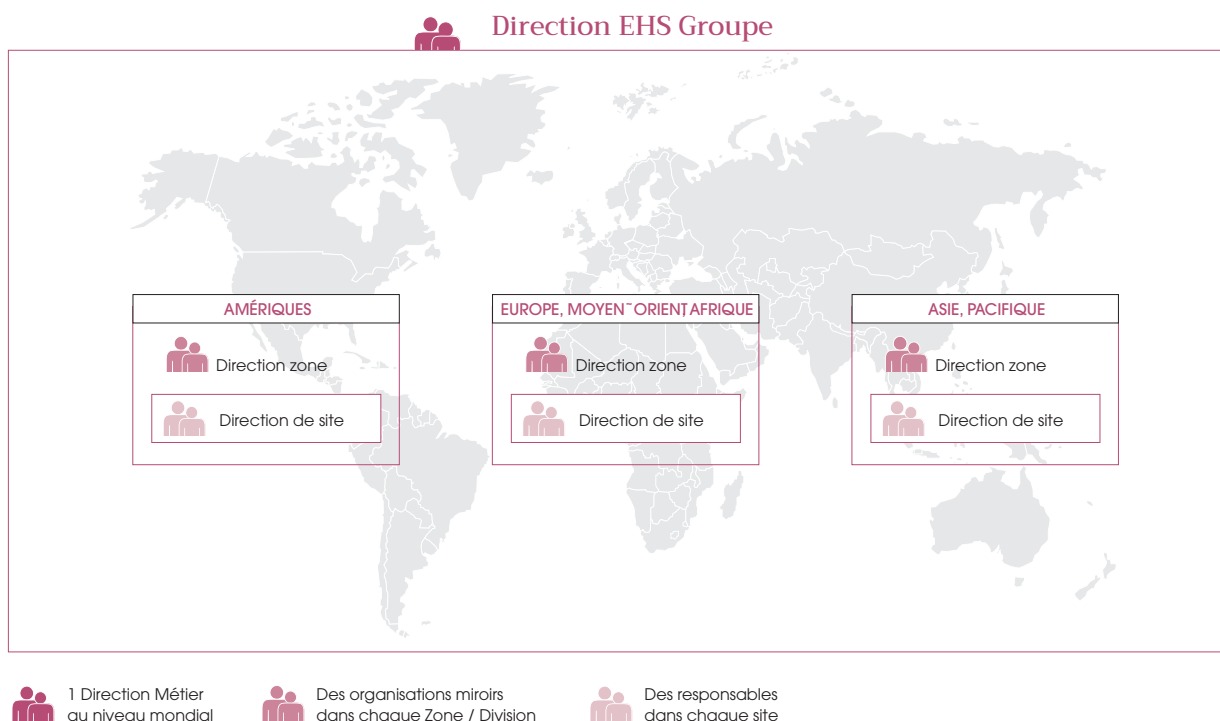 Direction EHS Groupe
AMÉRIQUES
Direction zone
Direction de site
EUROPE, MOYEN-ORIENT, AFRIQUE
Direction zone
Direction de site
ASIE, PACIFIQUE
Direction zone
Direction de site
1 Direction Métier
au niveau mondial
Des organisations miroirs
dans chaque Zone / Division
Des responsables
dans chaque site